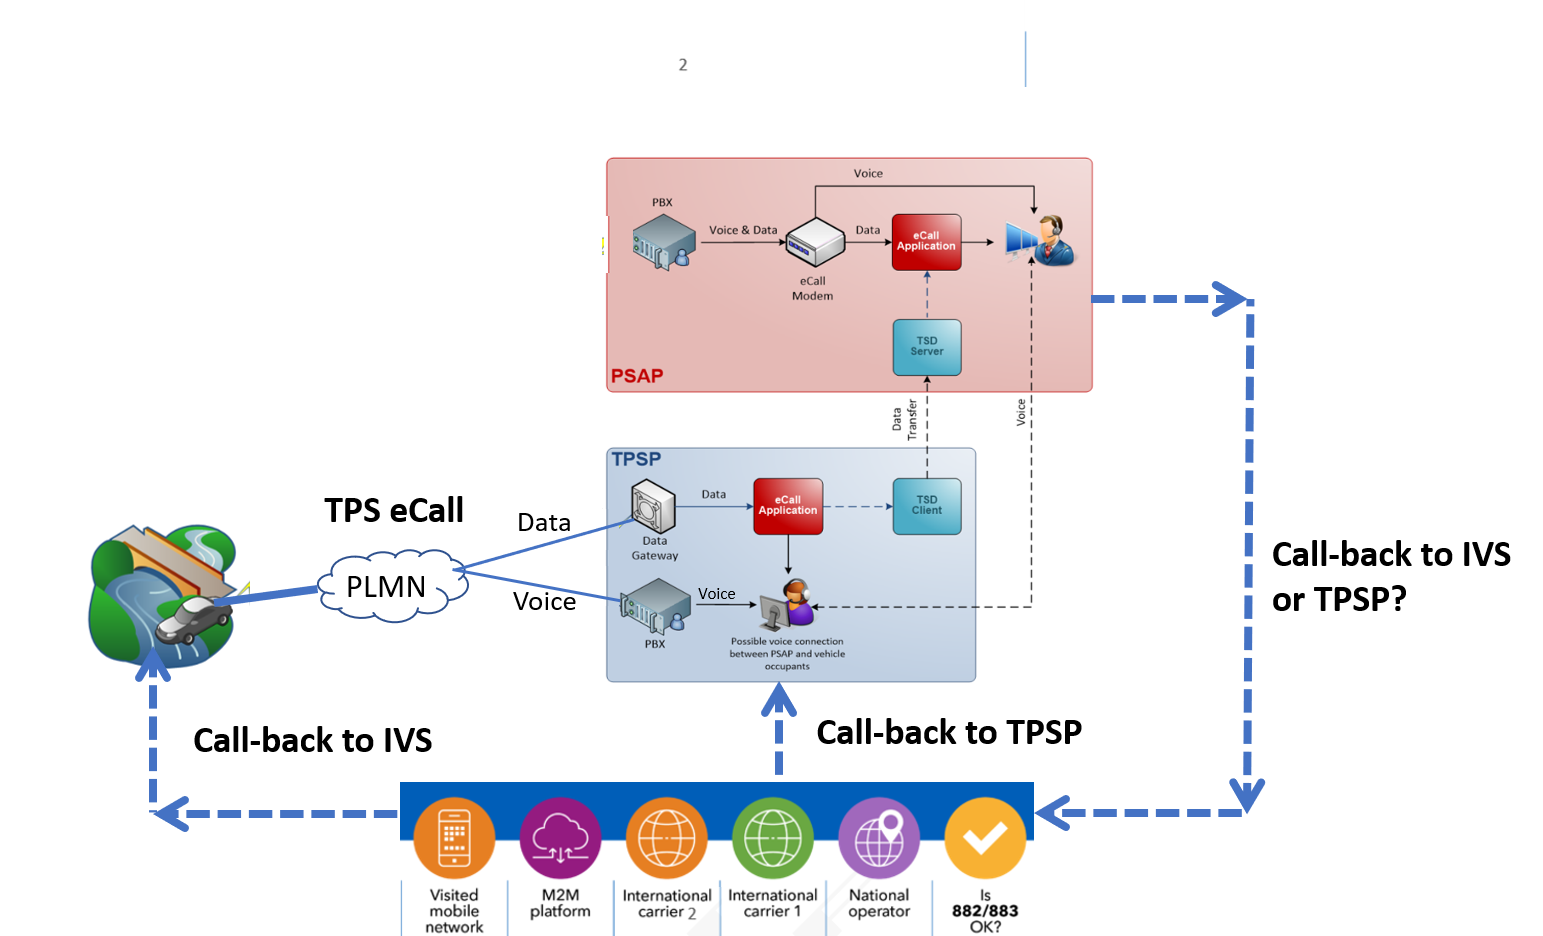 2
Voice
PBX
Voice & Data
Data
eCall
Application
eCall
Modem
TSD
Server
PSAP
Data
Transfer
Voice
TPSP
Data
eCall
Application
TSD
Client
Data
Gateway
TPS eCall
Data
PLMN
Voice
Voice
PBX
Possible voice connection
between PSAP and vehicle
occupants
Call-back to IVS
or TPSP?
Call-back to IVS
Call-back to TPSP
Visited
mobile
network
M2M
platform
International
carrier 2
International
carrier 1
National
operator
Is
882/883
OK?